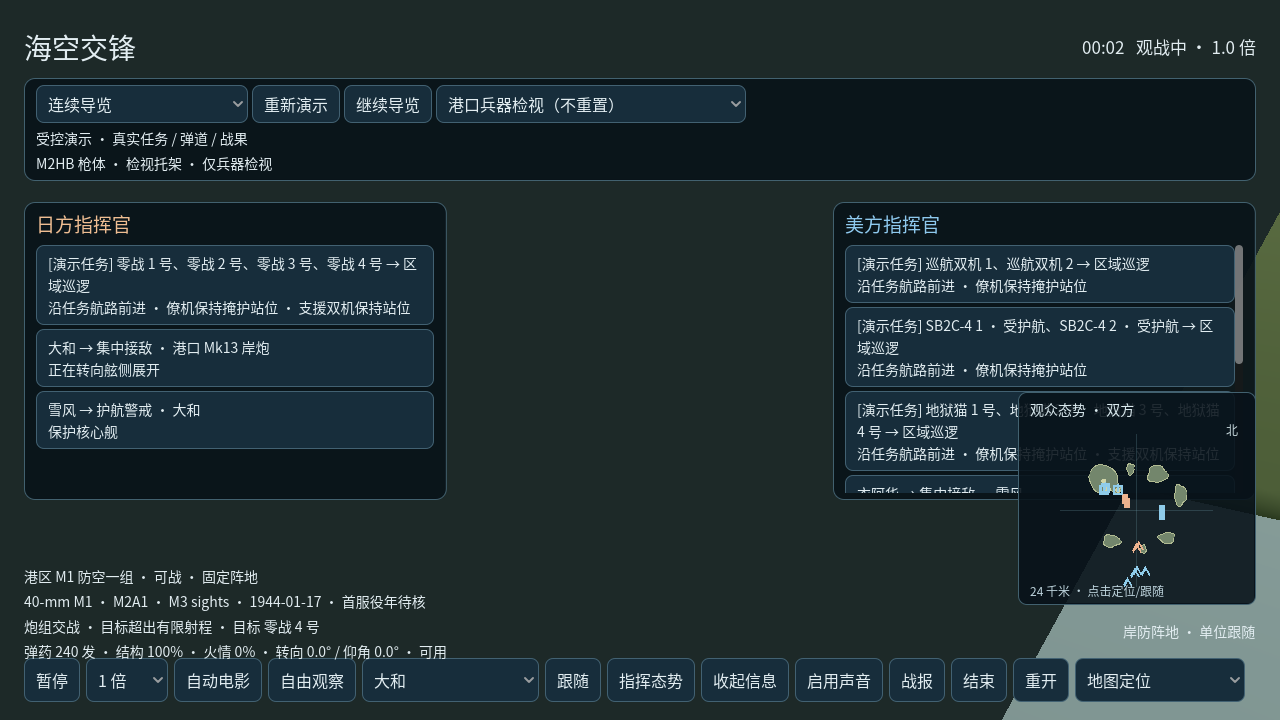 海空交锋
00:02 观战中 · 1.0 倍
连续导览
重新演示
继续导览
港口兵器检视（不重置）
受控演示 · 真实任务 / 弹道 / 战果
M2HB 枪体 · 检视托架 · 仅兵器检视
日方指挥官
[演示任务] 零战 1 号、零战 2 号、零战 3 号、零战 4 号 → 区
域巡逻
沿任务航路前进 · 僚机保持掩护站位 · 支援双机保持站位
大和 → 集中接敌 · 港口 Mk13 岸炮
正在转向舷侧展开
雪风 → 护航警戒 · 大和
保护核心舰
美方指挥官
[演示任务] 巡航双机 1、巡航双机 2 → 区域巡逻
沿任务航路前进 · 僚机保持掩护站位
[演示任务] SB2C-4 1 · 受护航、SB2C-4 2 · 受护航 → 区
域巡逻
沿任务航路前进 · 僚机保持掩护站位
[演示任务] 地狱猫 1 号、地 3 号、地狱猫
4 号 → 区域巡逻
沿任务航路前进 · 僚机保持掩护站位 · 支援双机保持站位
观众态势 · 双方
北
24 千米 · 点击定位/跟随
港区 M1 防空一组 · 可战 · 固定阵地
40-mm M1 · M2A1 · M3 sights · 1944-01-17 · 首服役年待核
炮组交战 · 目标超出有限射程 · 目标 零战 4 号
弹药 240 发 · 结构 100% · 火情 0% · 转向 0.0° / 仰角 0.0° · 可用
岸防阵地 · 单位跟随
暂停
1 倍
自动电影
自由观察
大和
跟随
指挥态势
收起信息
启用声音
战报
结束
重开
地图定位